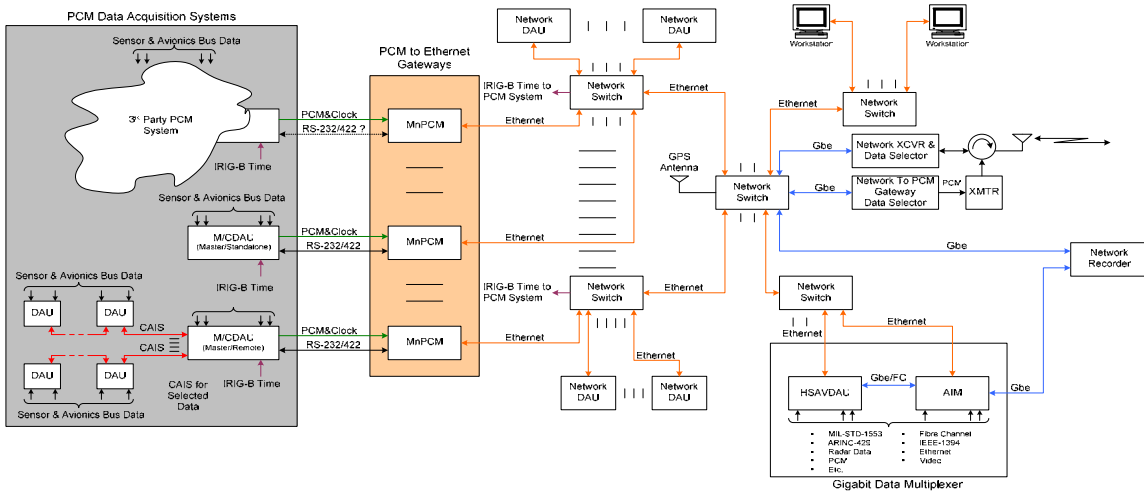 PCM Data Acquisition Systems
Sensor & Avionics Bus Data
3rd Party PCM
System
IRIG-B Time
PCM&Clock
RS-232/422 ?
Sensor & Avionics Bus Data
M/CDAU
(Master/Standalone)
PCM&Clock
RS-232/422
IRIG-B Time
Sensor & Avionics Bus Data
DAU
DAU
CAIS
CAIS
M/CDAU
(Master/Remote)
PCM&Clock
RS-232/422
IRIG-B Time
DAU
DAU
CAIS for
Selected
Data
Sensor & Avionics Bus Data
PCM to Ethernet
Gateways
MnPCM
MnPCM
MnPCM
Ethernet
Ethernet
Ethernet
Network
DAU
Network
DAU
IRIG-B Time to
PCM System
Network
Switch
Ethernet
IRIG-B Time to
PCM System
Network
Switch
Ethernet
Network
DAU
Network
DAU
GPS
Antenna
Network
Switch
Workstation
Workstation
Ethernet
Network
Switch
Gbe
Network XCVR &
Data Selector
Gbe
Network To PCM
Gateway
Data Selector
PCM
XMTR
Gbe
Network
Recorder
Network
Switch
Ethernet
Ethernet
HSAVDAU
Gbe/FC
AIM
Gbe
• MIL-STD-1553
• ARINC-429
• Radar Data
• PCM
• Etc.
• Fibre Channel
• IEEE-1394
• Ethernet
• Video
Gigabit Data Multiplexer